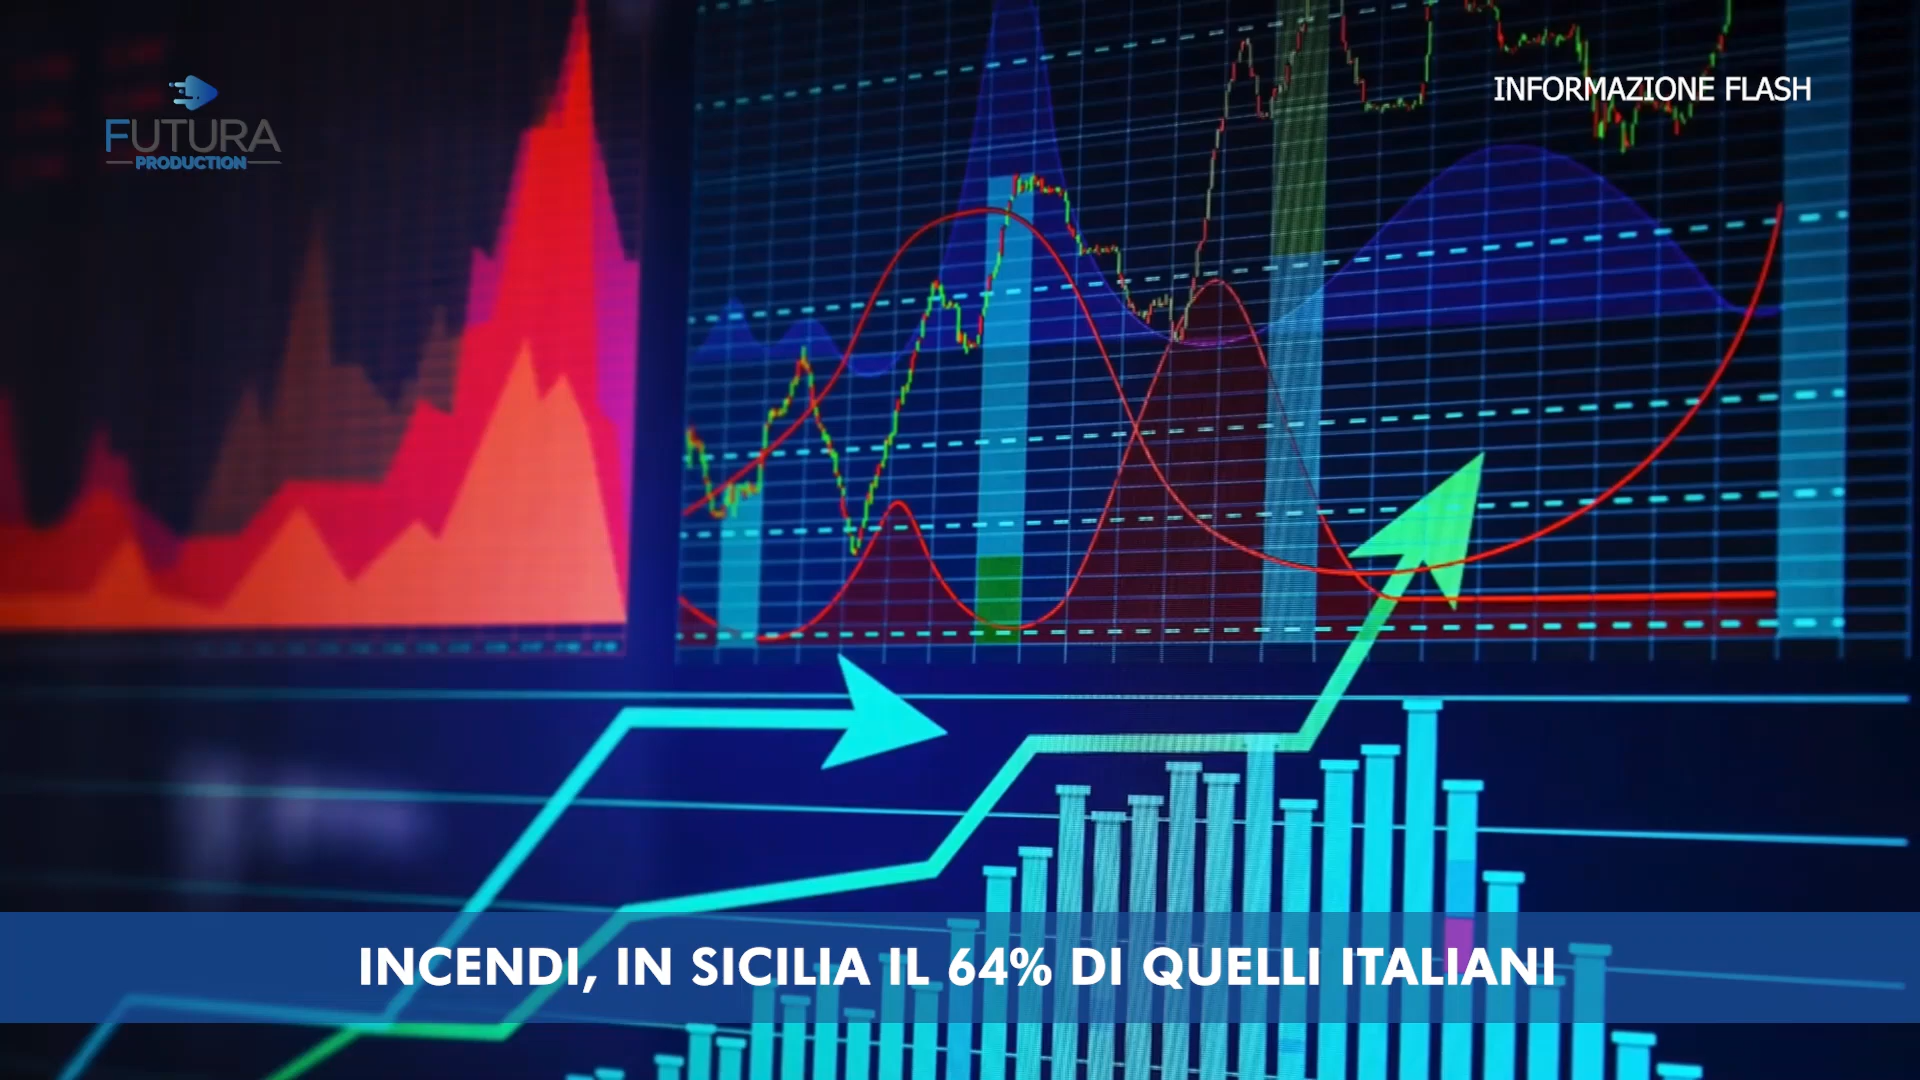 FUTURA
PRODUCTION
INFORMAZIONE FLASH
INCENDI, IN SICILIA IL 64% DI QUELLI ITALIANI